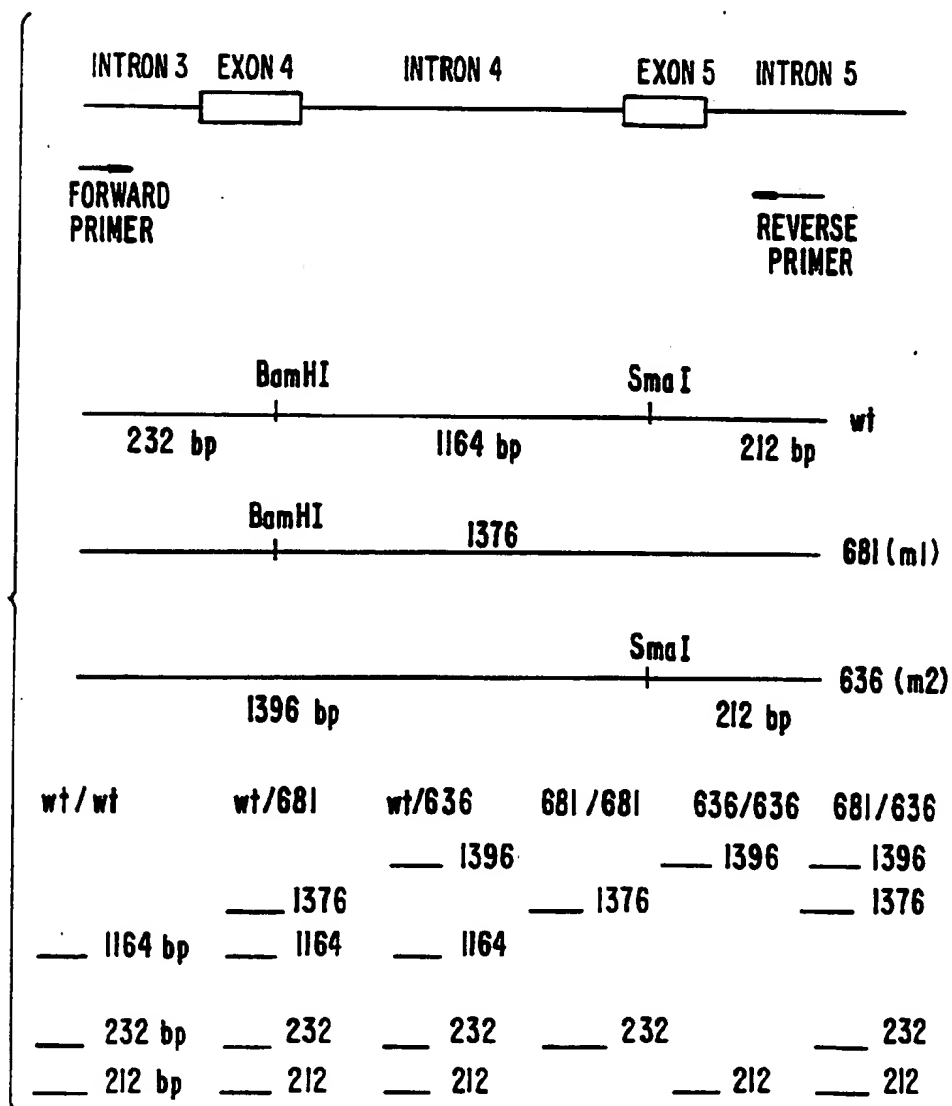 INTRON 3 EXON 4 INTRON 4 EXON 5 INTRON 5
FORWARD
PRIMER
REVERSE
PRIMER
BamHI SmaI
wt
232 bp 1164 bp 212 bp
BamHI
1376
681 (m1)
SmaI
636 (m2)
1396 bp 212 bp
wt/wt wt/681 wt/636 681/681 636/636 681/636
1396 1396 1396
1376 1376 1376
1164 bp 1164 1164
232 bp 232 232 232 232
212 bp 212 212 212 212